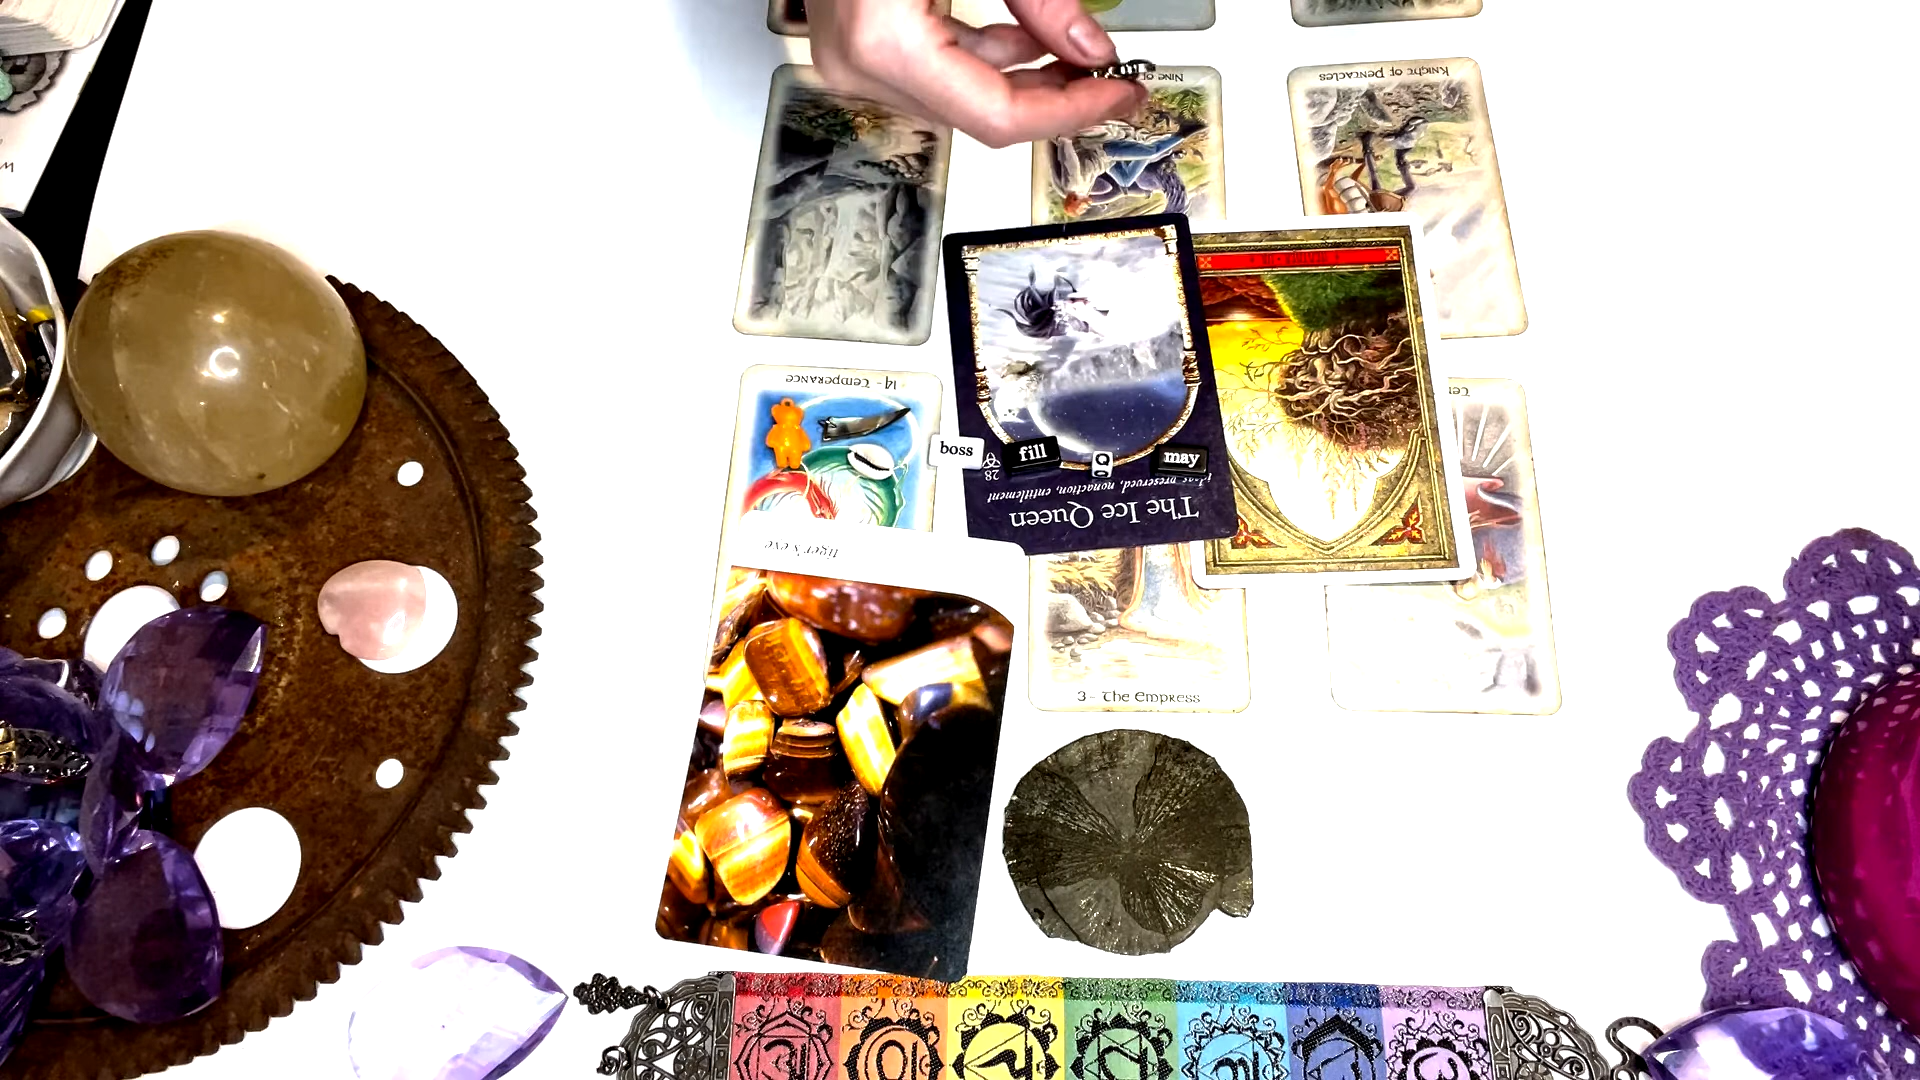 Knight of Pentacles
Nine of
14 - Temperance
boss
fill
Q
may
28
preserved, nonaction, entitlement
The Ice Queen
tiger's eye
3 - The Empress